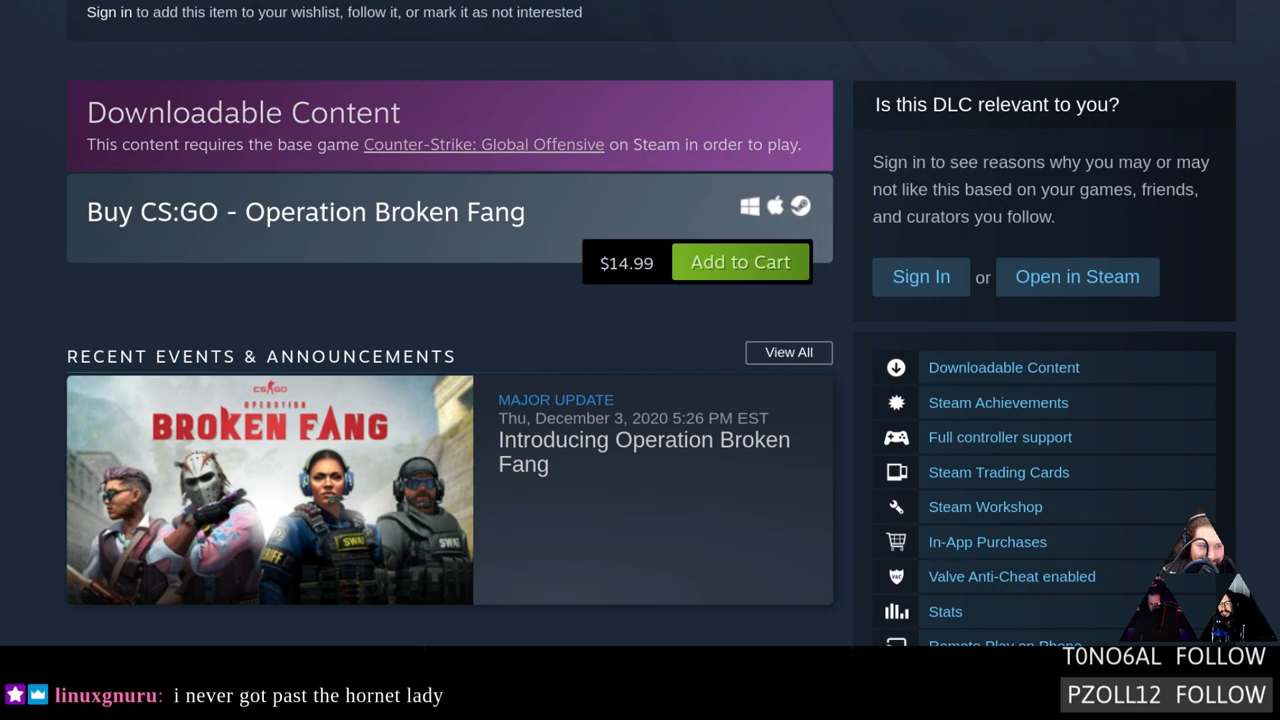 Sign in to add this item to your wishlist, follow it, or mark it as not interested
Downloadable Content
This content requires the base game Counter-Strike: Global Offensive on Steam in order to play.
Buy CS:GO - Operation Broken Fang
$14.99
Add to Cart
Is this DLC relevant to you?
Sign in to see reasons why you may or may
not like this based on your games, friends,
and curators you follow.
Sign In or Open in Steam
RECENT EVENTS & ANNOUNCEMENTS
View All
CS:GO
OPERATION
BROKEN FANG
SWAT
SWAT
MAJOR UPDATE
Thu, December 3, 2020 5:26 PM EST
Introducing Operation Broken
Fang
Downloadable Content
Steam Achievements
Full controller support
Steam Trading Cards
Steam Workshop
In-App Purchases
VAC
Valve Anti-Cheat enabled
Stats
Remote Play on Phone
T0NO6AL FOLLOW
PZOLL12 FOLLOW
linuxgnuru: i never got past the hornet lady